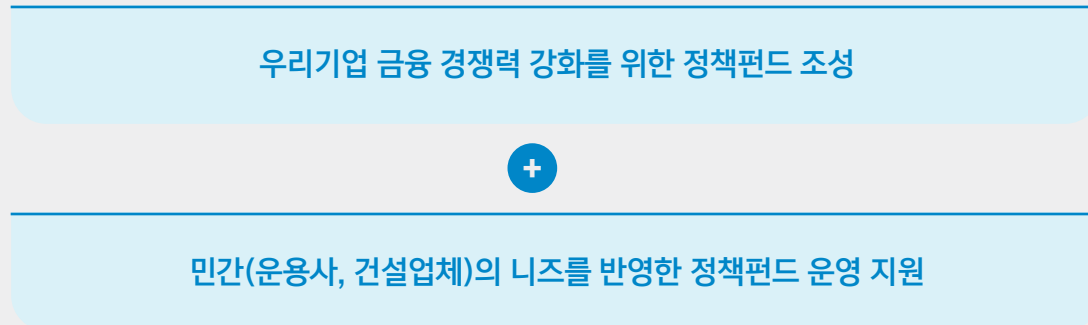 우리기업 금융 경쟁력 강화를 위한 정책펀드 조성
+
민간(운용사, 건설업체)의 니즈를 반영한 정책펀드 운영 지원